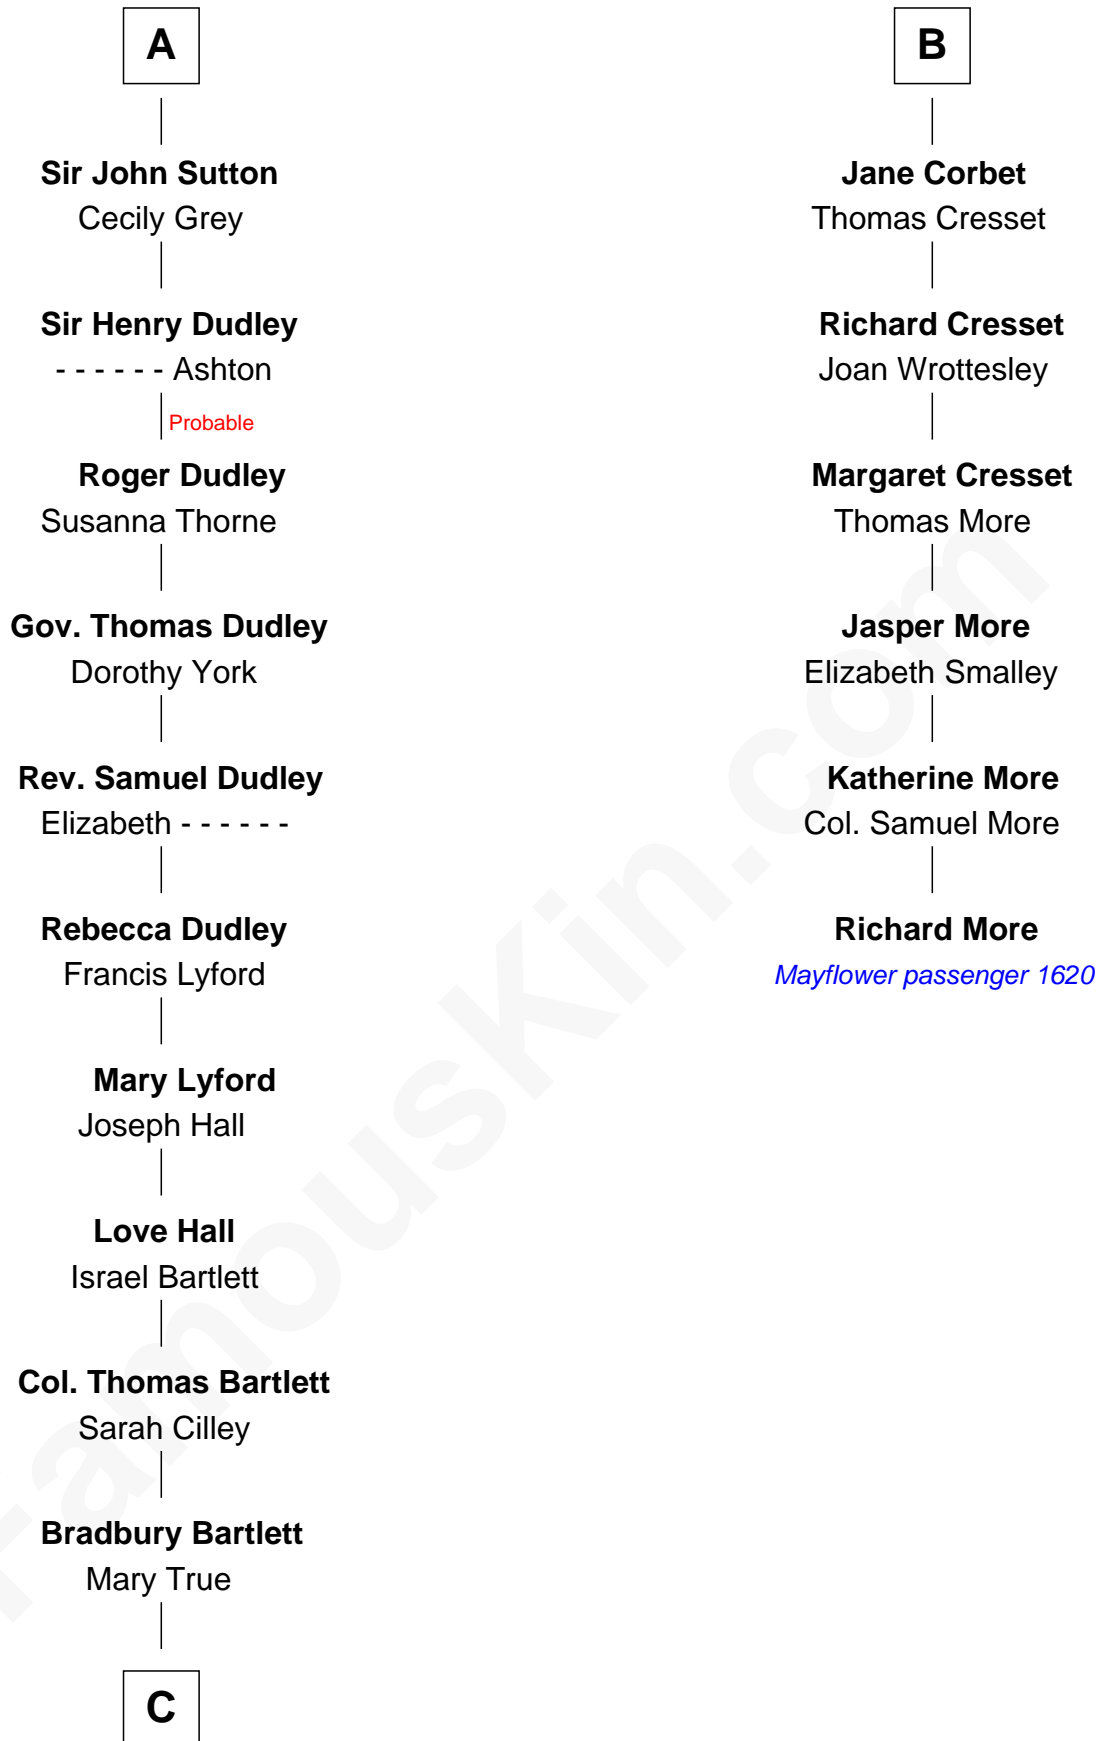 A
Sir John Sutton
Cecily Grey
Sir Henry Dudley
- - - - - - Ashton
Probable
Roger Dudley
Susanna Thorne
Gov. Thomas Dudley
Dorothy York
Rev. Samuel Dudley
Elizabeth - - - - - -
Rebecca Dudley
Francis Lyford
Mary Lyford
Joseph Hall
Love Hall
Israel Bartlett
Col. Thomas Bartlett
Sarah Cilley
Bradbury Bartlett
Mary True
C
B
Jane Corbet
Thomas Cresset
Richard Cresset
Joan Wrottesley
Margaret Cresset
Thomas More
Jasper More
Elizabeth Smalley
Katherine More
Col. Samuel More
Richard More
Mayflower passenger 1620
FamousKin.com